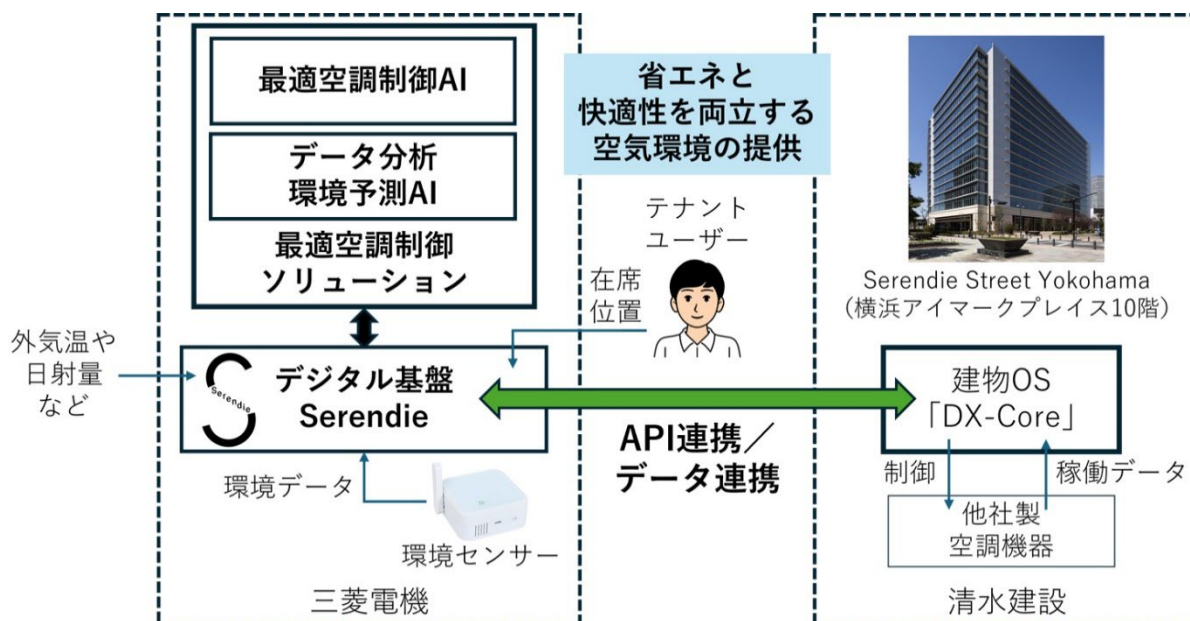 最適空調制御AI
データ分析
環境予測AI
最適空調制御
ソリューション
省エネと
快適性を両立する
空気環境の提供
テナント
ユーザー
在席
位置
Serendie Street Yokohama
(横浜アイマークプレイス10階)
外気温や
日射量
など
Serendie
デジタル基盤
Serendie
建物OS
「DX-Core」
API連携／
データ連携
制御
稼働データ
環境データ
環境センサー
他社製
空調機器
三菱電機
清水建設